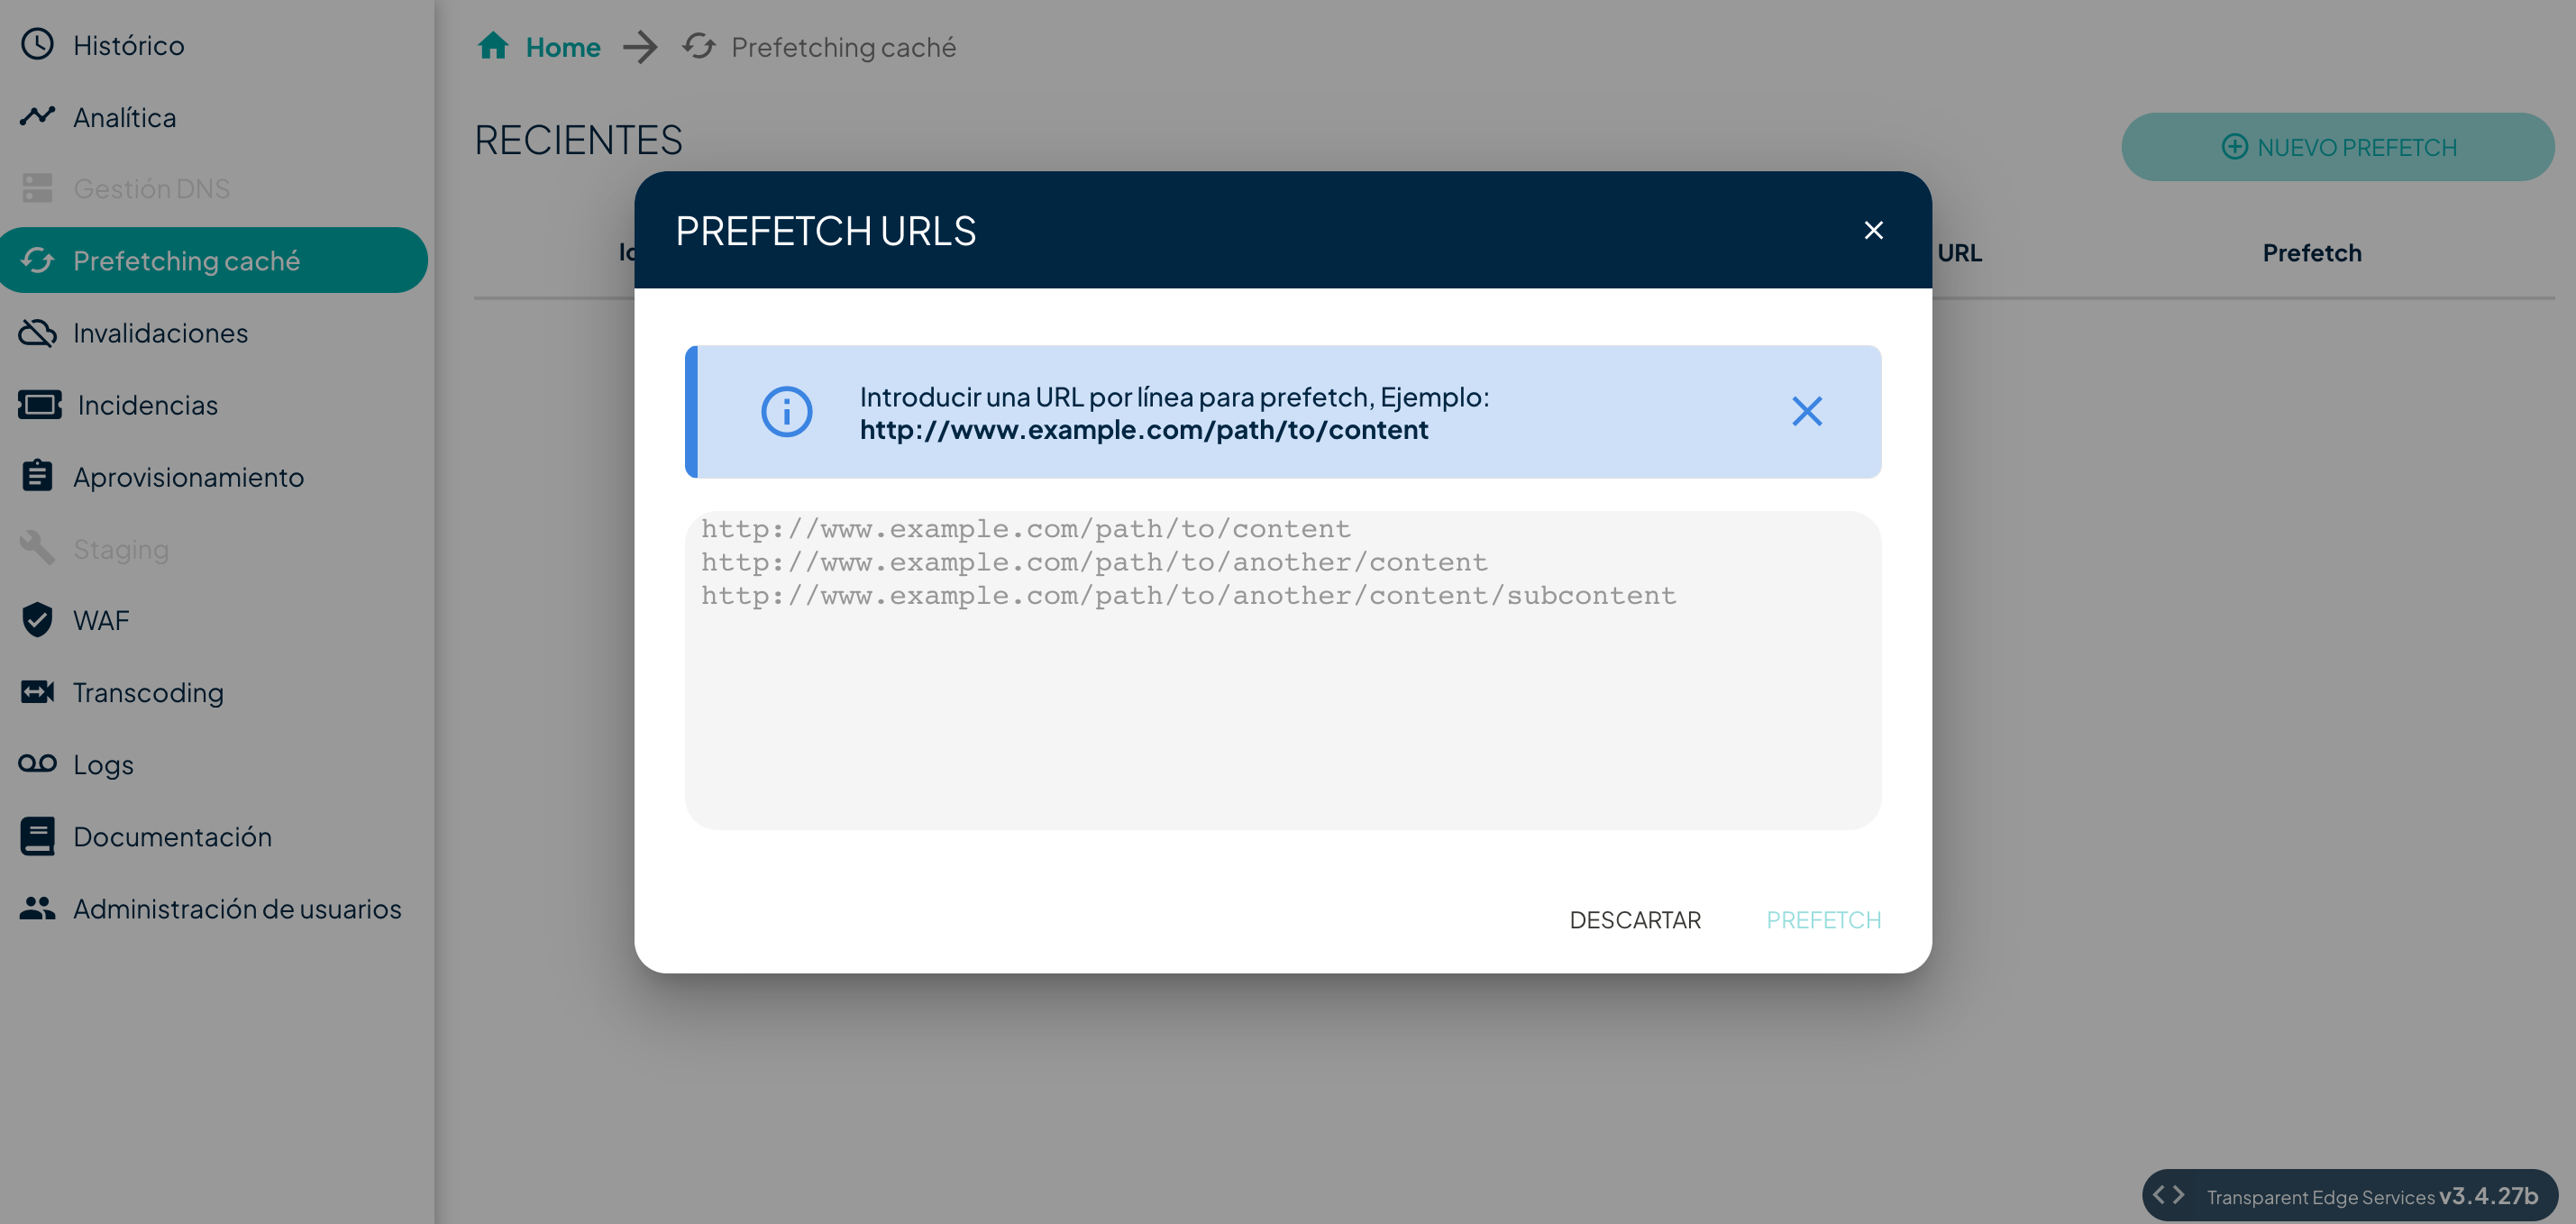 Histórico
Analítica
Gestión DNS
Prefetching caché
Invalidaciones
Incidencias
Aprovisionamiento
Staging
WAF
Transcoding
Logs
Documentación
Administración de usuarios
Home Prefetching caché
RECIENTES
NUEVO PREFETCH
URL Prefetch
PREFETCH URLS
Introducir una URL por línea para prefetch, Ejemplo:
http://www.example.com/path/to/content
http://www.example.com/path/to/content
http://www.example.com/path/to/another/content
http://www.example.com/path/to/another/content/subcontent
DESCARTAR PREFETCH
Transparent Edge Services v3.4.27b